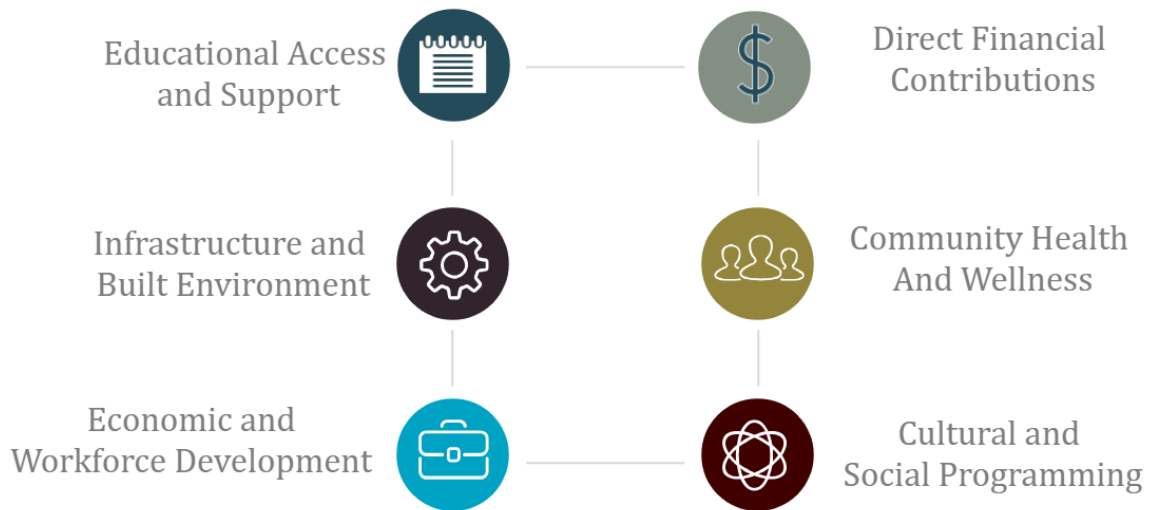 Educational Access
and Support
Direct Financial
Contributions
Infrastructure and
Built Environment
Community Health
And Wellness
Economic and
Workforce Development
Cultural and
Social Programming